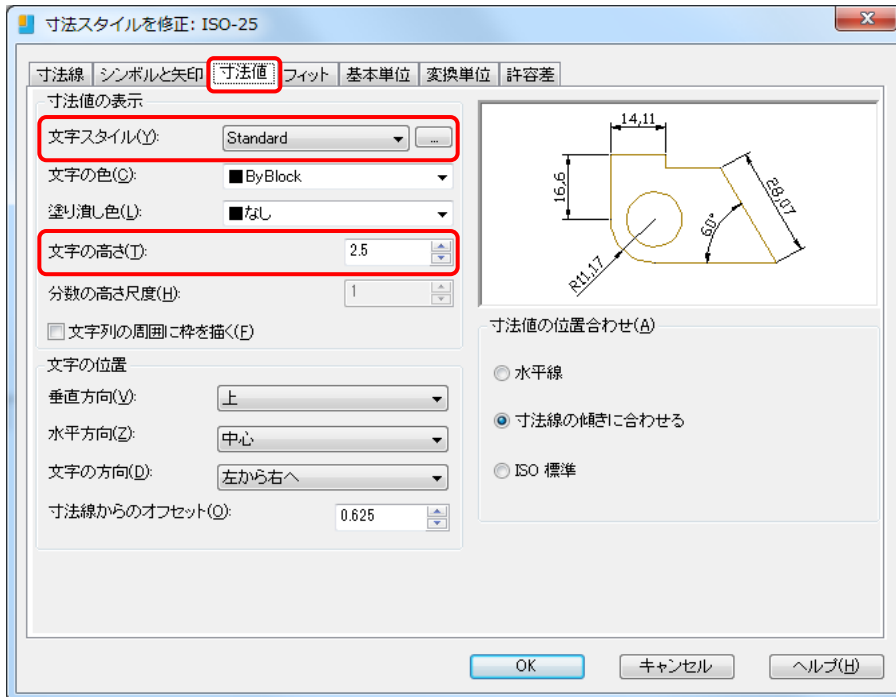 寸法スタイルを修正: ISO-25
寸法線 シンボルと矢印 寸法値 フィット 基本単位 変換単位 許容差
寸法値の表示
文字スタイル(Y): Standard ...
文字の色(C): ByBlock
塗り潰し色(L): なし
文字の高さ(T): 2.5
分数の高さ尺度(H): 1
文字列の周囲に枠を描く(F)
文字の位置
垂直方向(V): 上
水平方向(Z): 中心
文字の方向(D): 左から右へ
寸法線からのオフセット(O): 0.625
14,11
16,6
28,07
60°
R11,17
寸法値の位置合わせ(A)
水平線
寸法線の傾きに合わせる
ISO 標準
OK キャンセル ヘルプ(H)